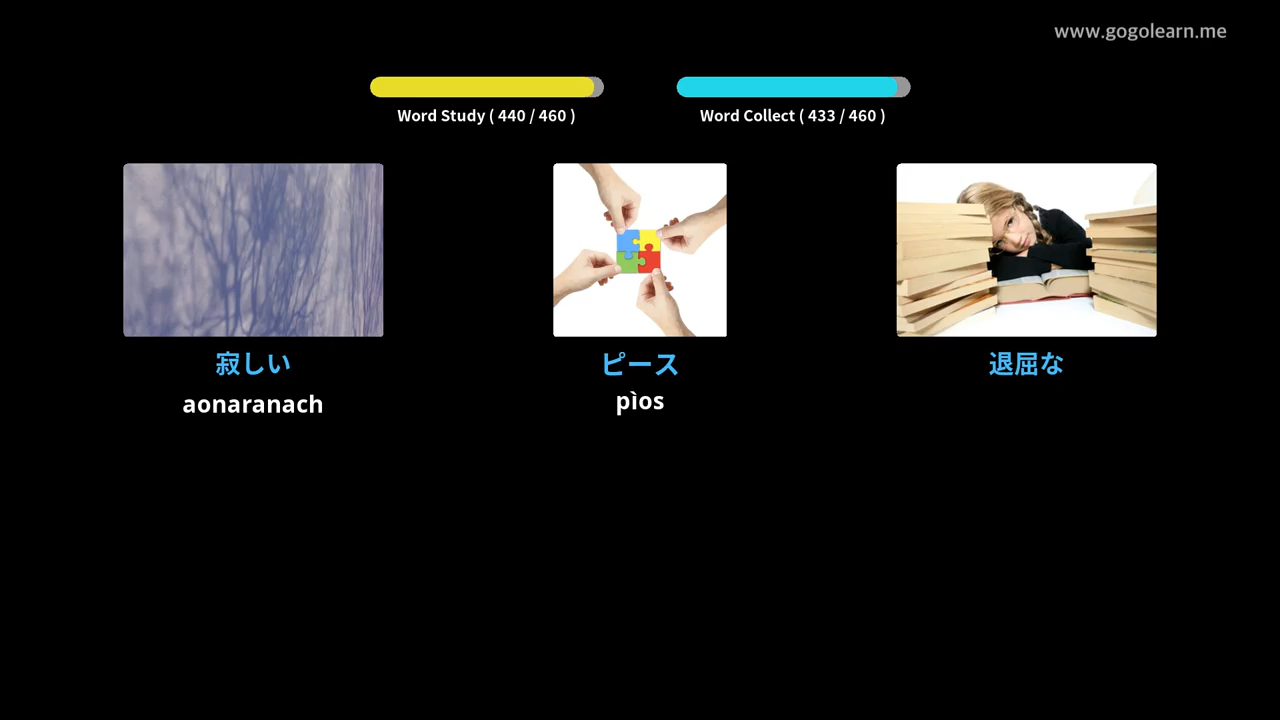 www.gogolearn.me
Word Study ( 440 / 460 )
Word Collect ( 433 / 460 )
寂しい
ピース
退屈な
aonaranach
pìos